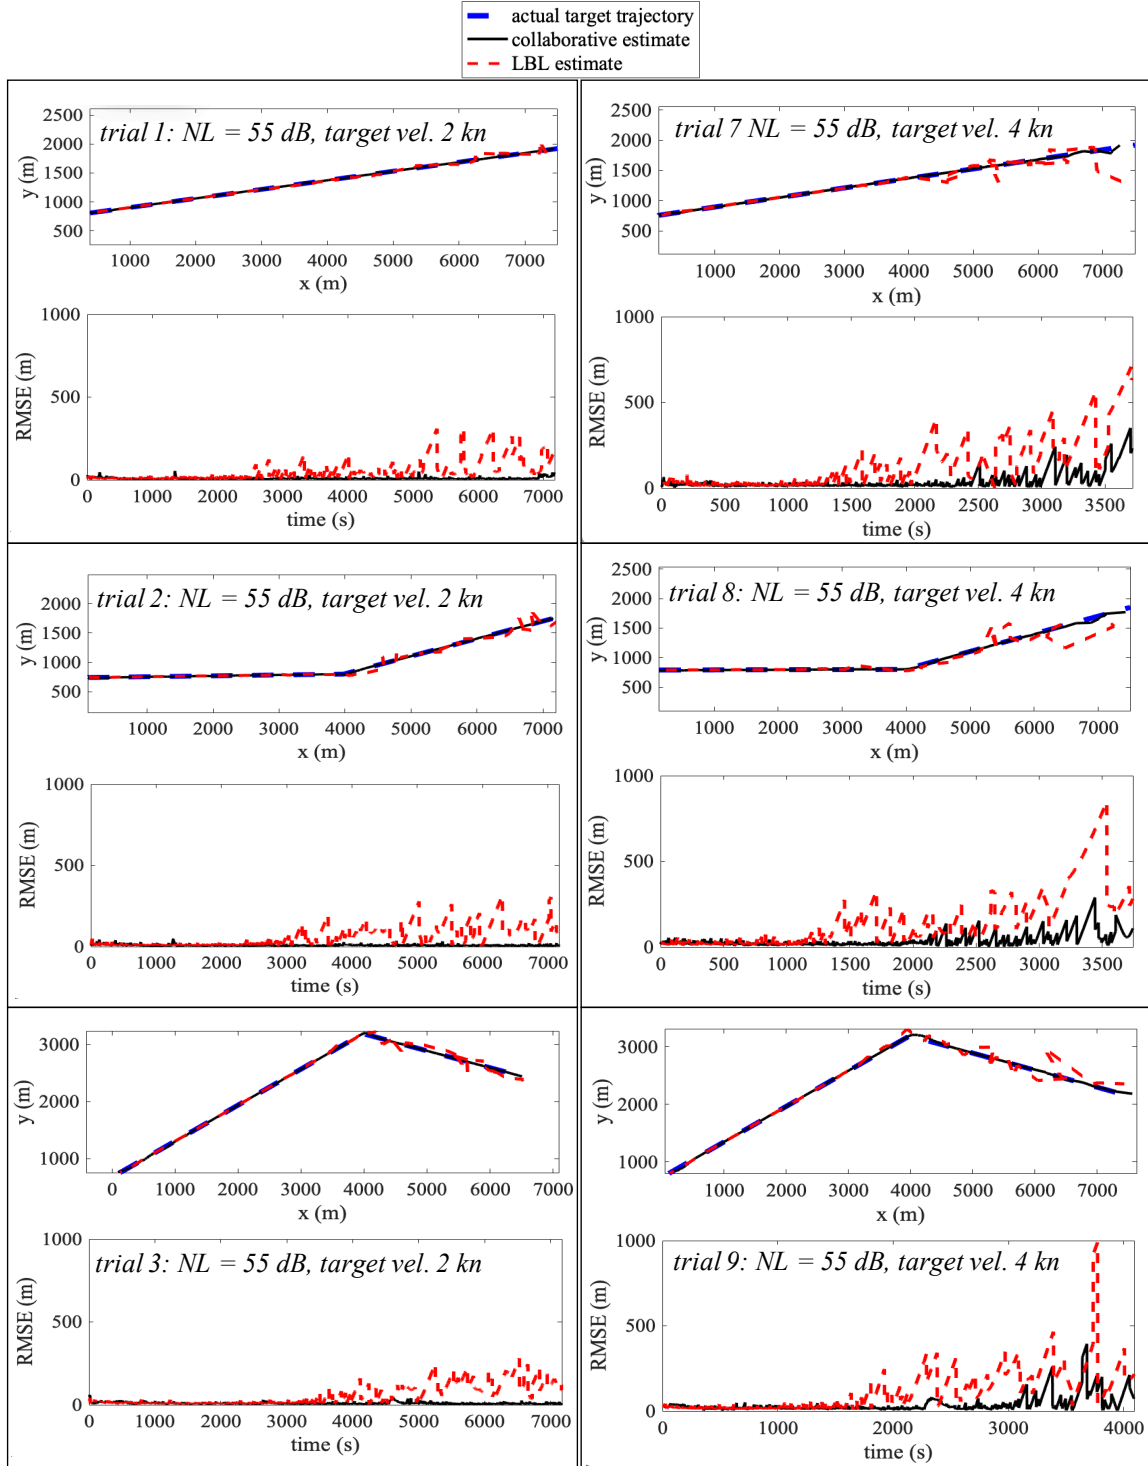 actual target trajectory
collaborative estimate
LBL estimate
trial 1: NL = 55 dB, target vel. 2 kn
y (m)
2500
2000
1500
1000
500
1000 2000 3000 4000 5000 6000 7000
x (m)
RMSE (m)
1000
500
0
0 1000 2000 3000 4000 5000 6000 7000
time (s)
trial 7 NL = 55 dB, target vel. 4 kn
y (m)
2500
2000
1500
1000
500
1000 2000 3000 4000 5000 6000 7000
x (m)
RMSE (m)
1000
500
0
0 500 1000 1500 2000 2500 3000 3500
time (s)
trial 2: NL = 55 dB, target vel. 2 kn
y (m)
2000
1500
1000
500
1000 2000 3000 4000 5000 6000 7000
x (m)
RMSE (m)
1000
500
0
0 1000 2000 3000 4000 5000 6000 7000
time (s)
trial 8: NL = 55 dB, target vel. 4 kn
y (m)
2500
2000
1500
1000
500
1000 2000 3000 4000 5000 6000 7000
x (m)
RMSE (m)
1000
500
0
0 500 1000 1500 2000 2500 3000 3500
time (s)
y (m)
3000
2000
1000
0 1000 2000 3000 4000 5000 6000 7000
x (m)
trial 3: NL = 55 dB, target vel. 2 kn
RMSE (m)
1000
500
0
0 1000 2000 3000 4000 5000 6000 7000
time (s)
y (m)
3000
2000
1000
1000 2000 3000 4000 5000 6000 7000
x (m)
trial 9: NL = 55 dB, target vel. 4 kn
RMSE (m)
1000
500
0
0 1000 2000 3000 4000
time (s)